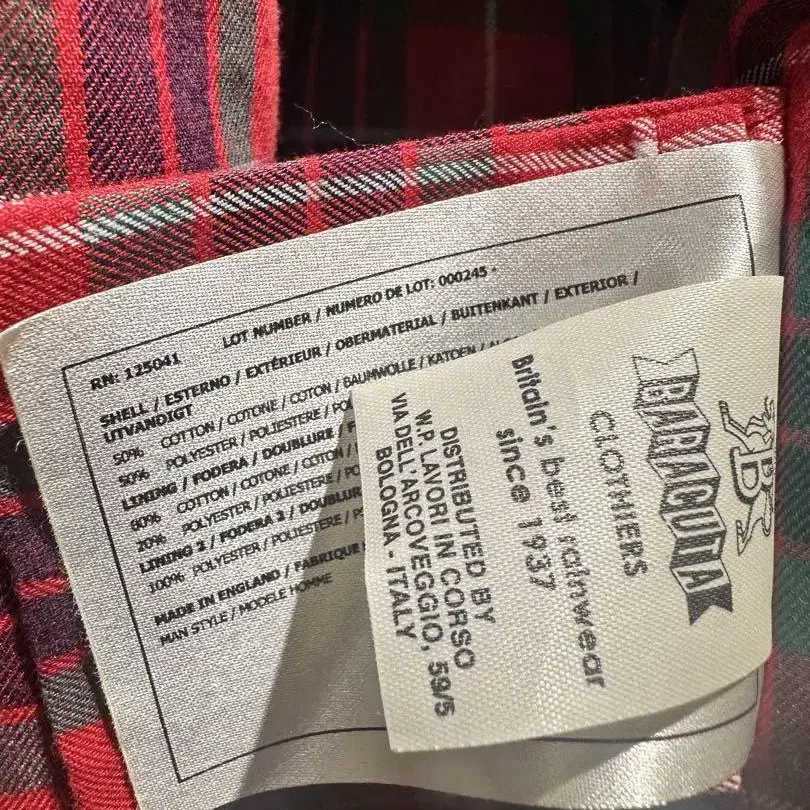 LOT NUMBER / NUMERO DE LOT: 000245 -
RN: 125041
SHELL / ESTERNO / EXTÉRIEUR / OBERMATERIAL / BUITENKANT / EXTERIOR /
UTVANDIGT
50% COTTON / COTONE / COTON / BAUMWOLLE / KATOEN /
50% POLYESTER / POLIESTERE /
LINING / FODERA / DOUBLURE /
80% COTTON / COTONE / COTON /
20% POLYESTER / POLIESTERE /
LINING 2 / FODERA 2 /
100% POLYESTER / POLIESTERE /
MADE IN ENGLAND / FABRIQUE
MAN STYLE / MODELE HOMME
B
BARACUTA
CLOTHIERS
Britain's best rainwear
since 1937
DISTRIBUTED BY
W.P. LAVORI IN CORSO
VIA DELL'ARCOVEGGIO, 59/5
BOLOGNA - ITALY